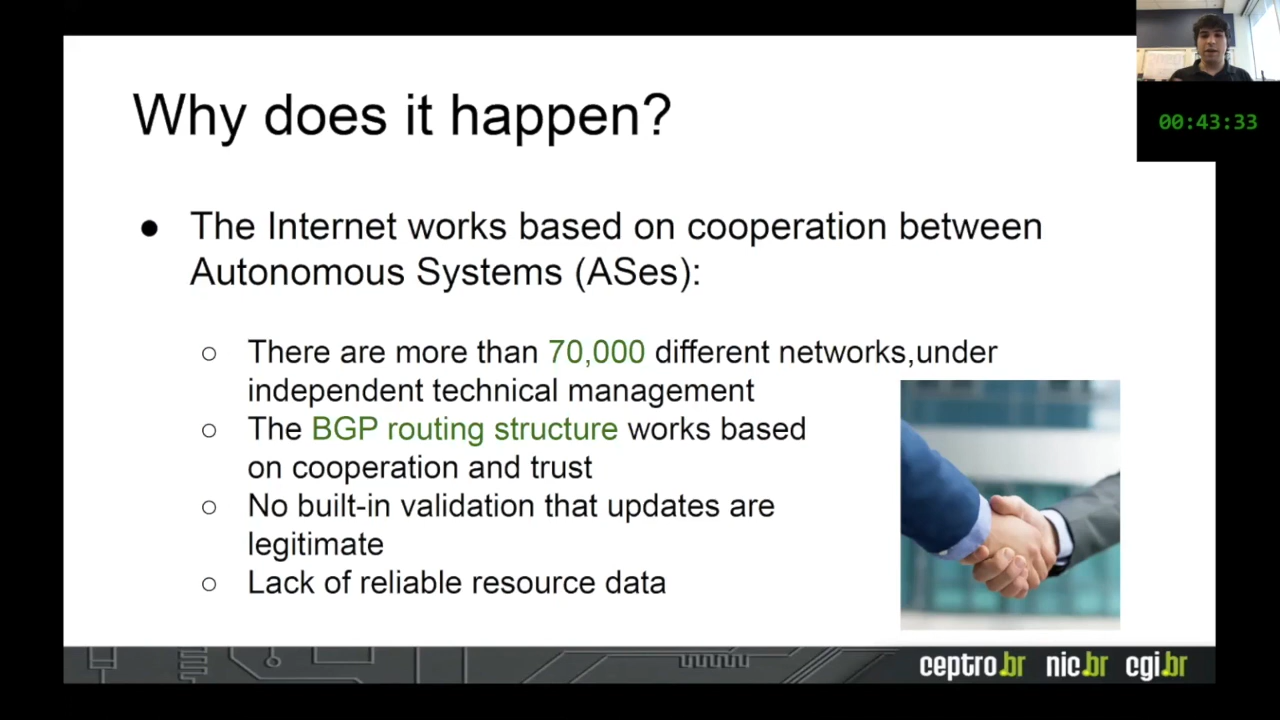 Why does it happen?
00:43:33
● The Internet works based on cooperation between
Autonomous Systems (ASes):
○ There are more than 70,000 different networks,under
independent technical management
○ The BGP routing structure works based
on cooperation and trust
○ No built-in validation that updates are
legitimate
○ Lack of reliable resource data
ceptro.br nic.br cgi.br